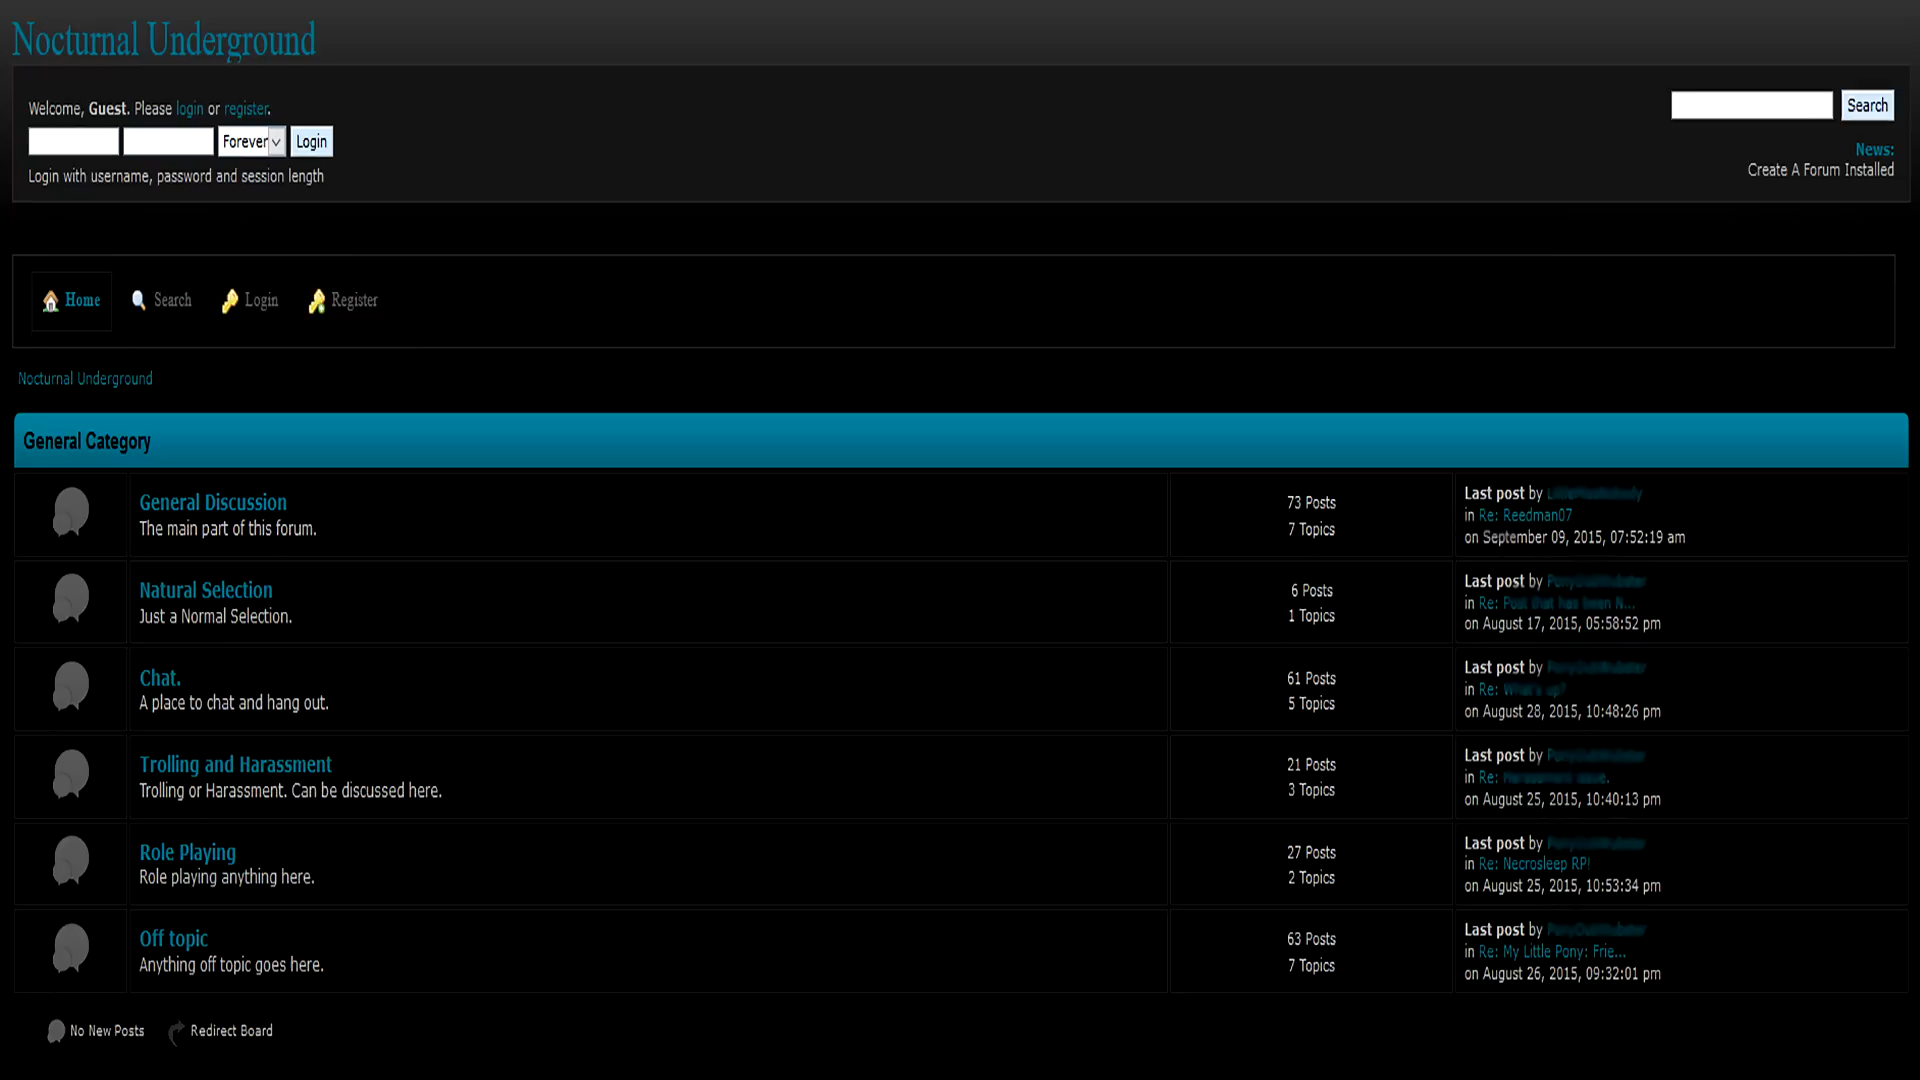 Nocturnal Underground
Welcome, Guest. Please login or register.
Forever Login
Login with username, password and session length
Search
News:
Create A Forum Installed
Home Search Login Register
Nocturnal Underground
General Category
General Discussion
The main part of this forum.
73 Posts
7 Topics
Last post by
in Re: Reedman07
on September 09, 2015, 07:52:19 am
Natural Selection
Just a Normal Selection.
6 Posts
1 Topics
Last post by
in Re: Post that has been N...
on August 17, 2015, 05:58:52 pm
Chat.
A place to chat and hang out.
61 Posts
5 Topics
Last post by
in Re: What's up?
on August 28, 2015, 10:48:26 pm
Trolling and Harassment
Trolling or Harassment. Can be discussed here.
21 Posts
3 Topics
Last post by
in Re:
on August 25, 2015, 10:40:13 pm
Role Playing
Role playing anything here.
27 Posts
2 Topics
Last post by
in Re: Necrosleep RP!
on August 25, 2015, 10:53:34 pm
Off topic
Anything off topic goes here.
63 Posts
7 Topics
Last post by
in Re: My Little Pony: Frie...
on August 26, 2015, 09:32:01 pm
No New Posts Redirect Board